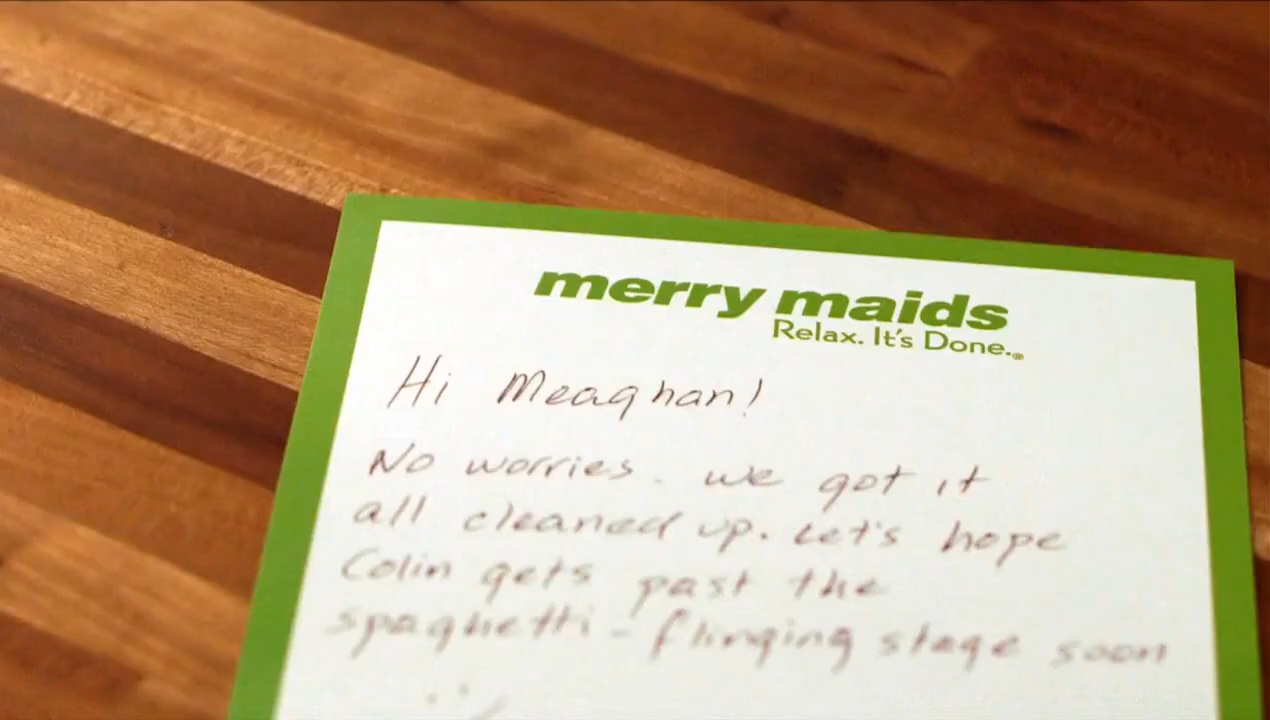 merry maids
Relax. It's Done.®
Hi Meaghan!
No worries. we got it
all cleaned up. Let's hope
Colin gets past the
spaghetti-flinging stage soon